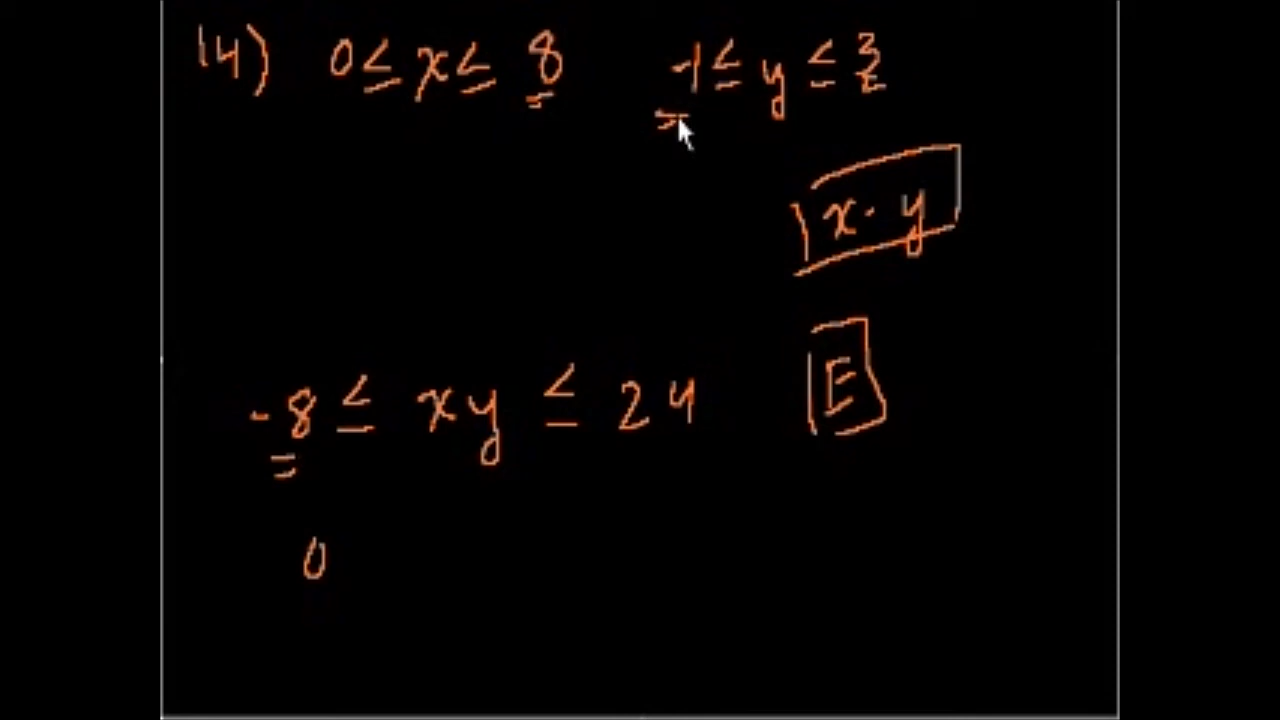 14) 0 ≤ x ≤ 8 -1 ≤ y ≤ 3
x · y
-8 ≤ xy ≤ 24 E
0